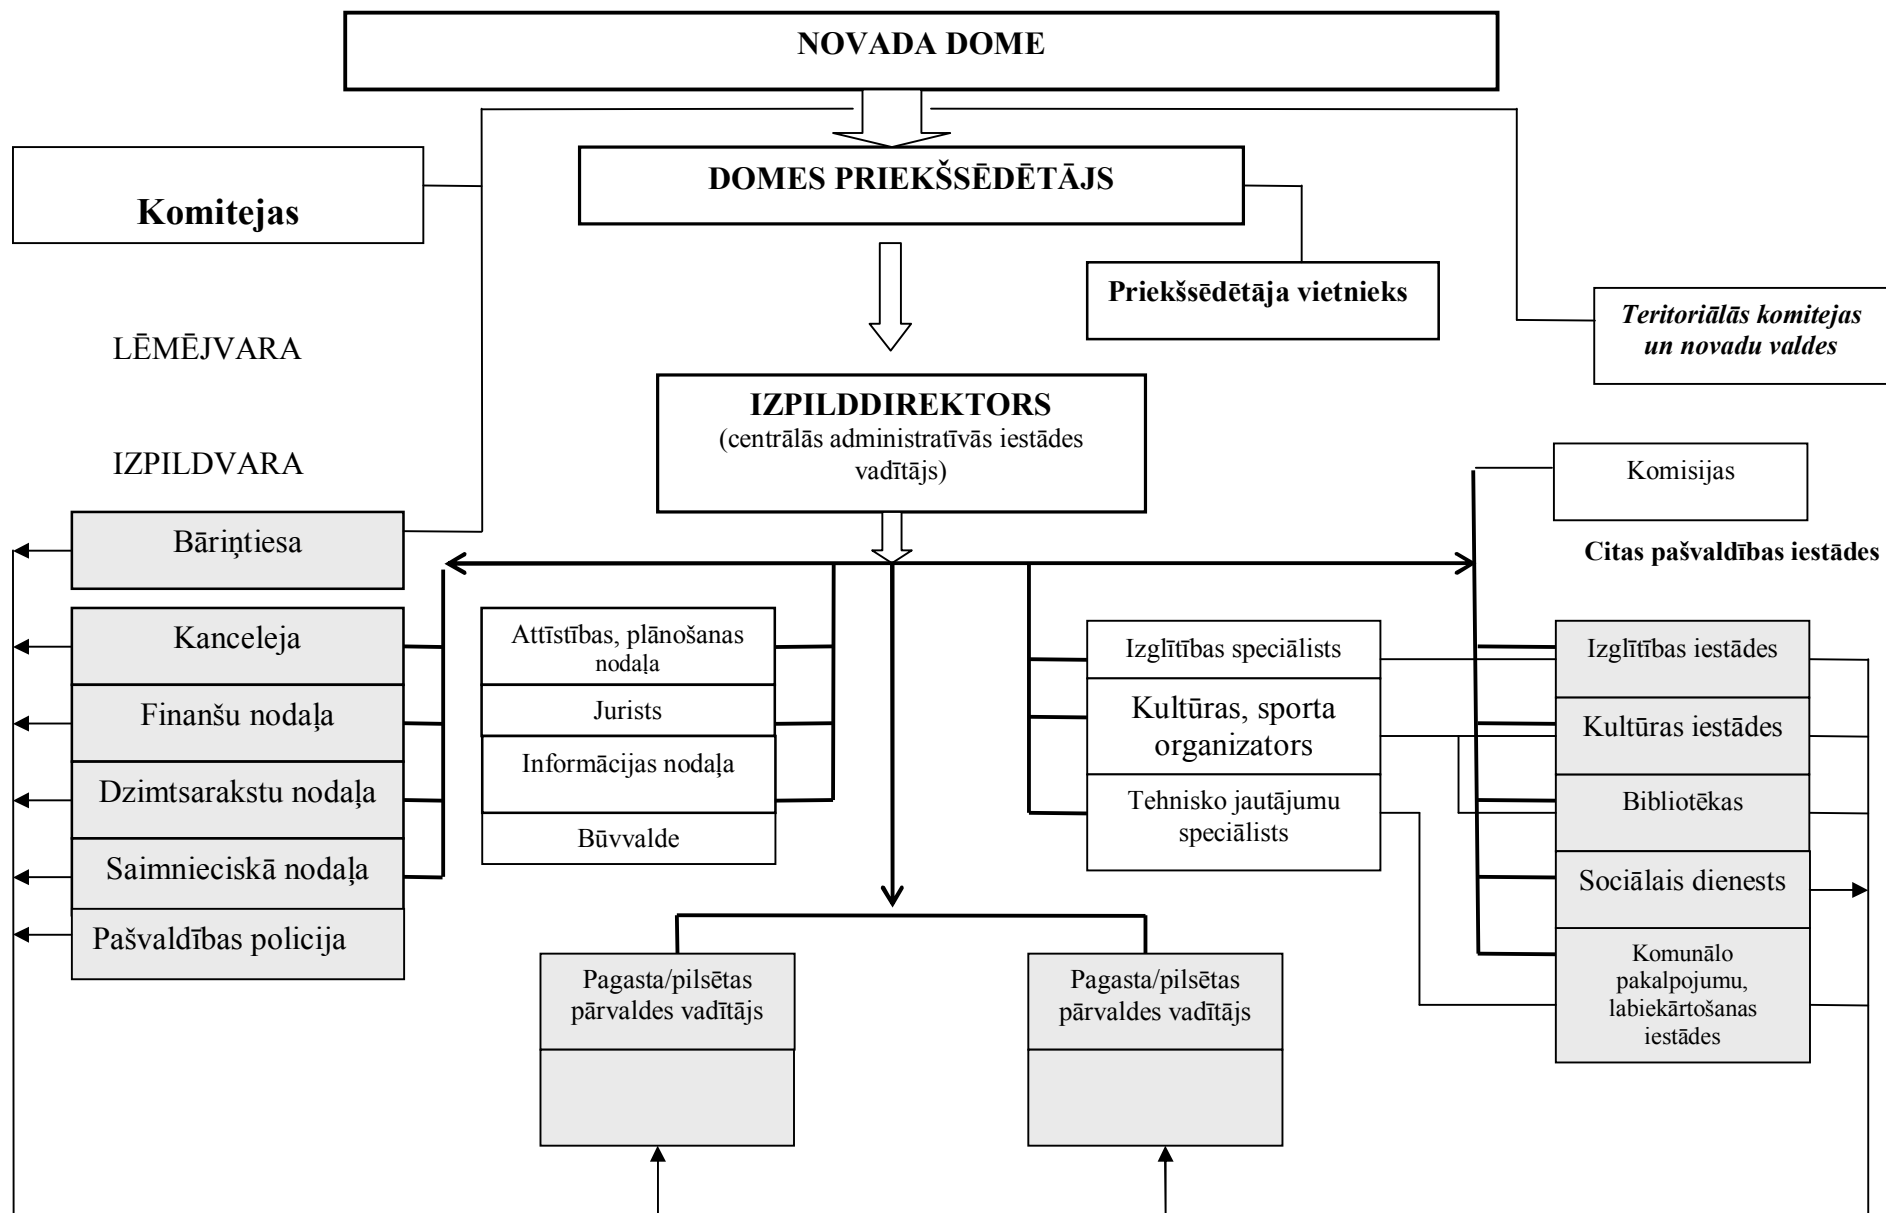 NOVADA DOME
DOMES PRIEKŠSĒDĒTĀJS
Komitejas
Priekšsēdētāja vietnieks
Teritoriālās komitejas
un novadu valdes
LĒMĒJVARA
IZPILDDIREKTORS
(centrālās administratīvās iestādes
vadītājs)
IZPILDVARA
Komisijas
Citas pašvaldības iestādes
Bāriņtiesa
Kanceleja
Finanšu nodaļa
Dzimtsarakstu nodaļa
Saimnieciskā nodaļa
Pašvaldības policija
Attīstības, plānošanas
nodaļa
Jurists
Informācijas nodaļa
Būvvalde
Izglītības speciālists
Kultūras, sporta
organizators
Tehnisko jautājumu
speciālists
Izglītības iestādes
Kultūras iestādes
Bibliotēkas
Sociālais dienests
Komunālo
pakalpojumu,
labiekārtošanas
iestādes
Pagasta/pilsētas
pārvaldes vadītājs
Pagasta/pilsētas
pārvaldes vadītājs